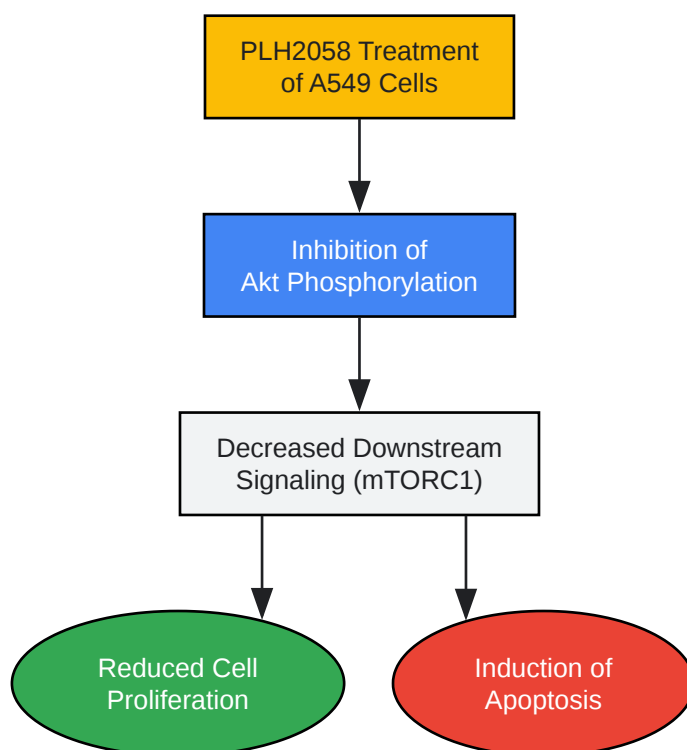 PLH2058 Treatment
of A549 Cells
Inhibition of
Akt Phosphorylation
Decreased Downstream
Signaling (mTORC1)
Reduced Cell
Proliferation
Induction of
Apoptosis